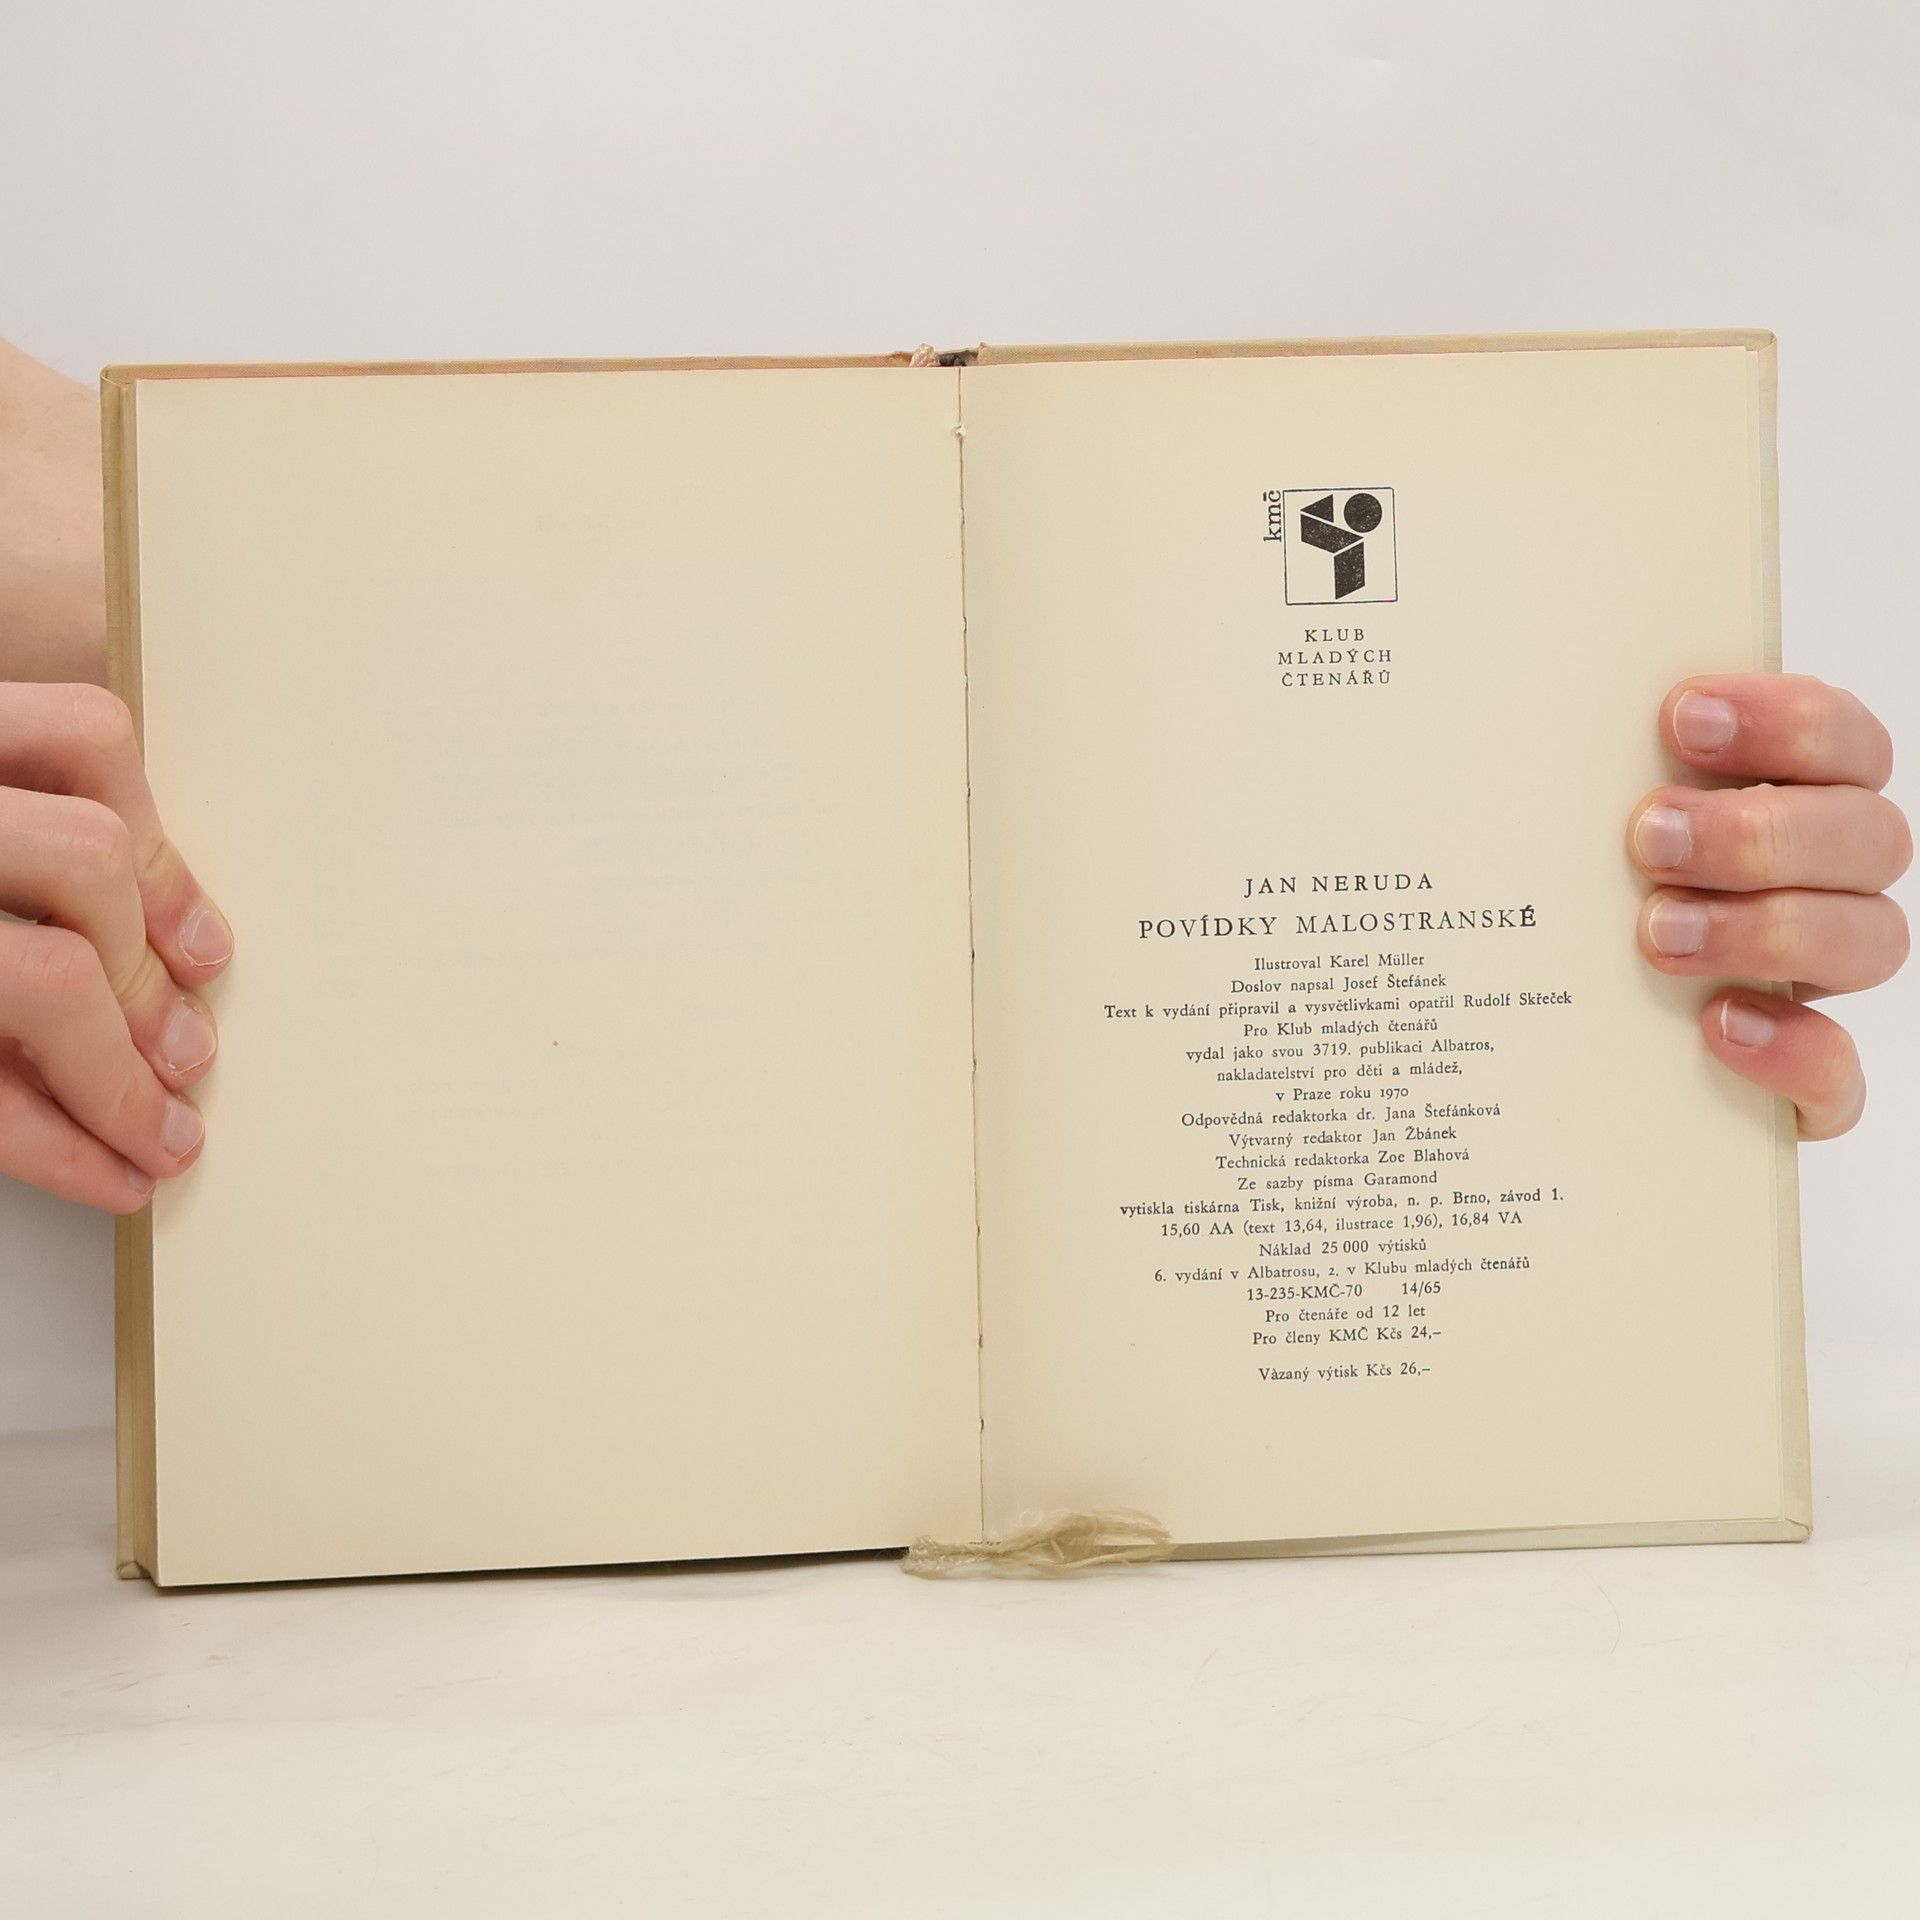 kmč
KLUB
MLADÝCH
ČTENÁŘŮ
JAN NERUDA
POVÍDKY MALOSTRANSKÉ
Ilustroval Karel Müller
Doslov napsal Josef Štefánek
Text k vydání připravil a vysvětlivkami opatřil Rudolf Skřeček
Pro Klub mladých čtenářů
vydal jako svou 3719. publikaci Albatros,
nakladatelství pro děti a mládež,
v Praze roku 1970
Odpovědná redaktorka dr. Jana Štefánková
Výtvarný redaktor Jan Žbánek
Technická redaktorka Zoe Blahová
Ze sazby písma Garamond
vytiskla tiskárna Tisk, knižní výroba, n. p. Brno, závod 1.
15,60 AA (text 13,64, ilustrace 1,96), 16,84 VA
Náklad 25 000 výtisků
6. vydání v Albatrosu, 2. v Klubu mladých čtenářů
13-235-KMČ-70 14/65
Pro čtenáře od 12 let
Pro členy KMČ Kčs 24,–
Vàzaný výtisk Kčs 26,–